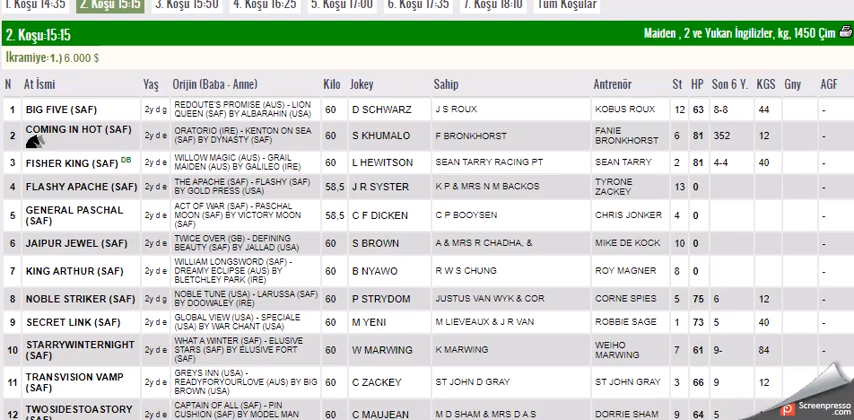 1. Koşu 14:35 2. Koşu 15:15 3. Koşu 15:50 4. Koşu 16:25 5. Koşu 17:00 6. Koşu 17:35 7. Koşu 18:10 Tüm Koşular
2. Koşu:15:15 Maiden , 2 ve Yukarı İngilizler, kg, 1450 Çim
İkramiye:1.) 6.000 $
N At İsmi Yaş Orijin (Baba - Anne) Kilo Jokey Sahip Antrenör St HP Son 6 Y. KGS Gny AGF
1 BIG FIVE (SAF) 2y d g REDOUTE'S PROMISE (AUS) - LION QUEEN (SAF) BY ALBARAHIN (USA) 60 D SCHWARZ J S ROUX KOBUS ROUX 12 63 8-8 44 -
2 COMING IN HOT (SAF) 2y d e ORATORIO (IRE) - KENTON ON SEA (SAF) BY DYNASTY (SAF) 60 S KHUMALO F BRONKHORST FANIE BRONKHORST 6 81 352 12 -
3 FISHER KING (SAF) DB 2y d e WILLOW MAGIC (AUS) - GRAIL MAIDEN (AUS) BY GALILEO (IRE) 60 L HEWITSON SEAN TARRY RACING PT SEAN TARRY 2 81 4-4 40 -
4 FLASHY APACHE (SAF) 2y d e THE APACHE (SAF) - FLASHY (SAF) BY GOLD PRESS (USA) 58,5 J R SYSTER K P & MRS N M BACKOS TYRONE ZACKEY 13 0 -
5 GENERAL PASCHAL (SAF) 2y d e ACT OF WAR (SAF) - PASCHAL MOON (SAF) BY VICTORY MOON (SAF) 58,5 C F DICKEN C P BOOYSEN CHRIS JONKER 4 0 -
6 JAIPUR JEWEL (SAF) 2y d e TWICE OVER (GB) - DEFINING BEAUTY (SAF) BY JALLAD (USA) 60 S BROWN A & MRS R CHADHA, & MIKE DE KOCK 10 0 -
7 KING ARTHUR (SAF) 2y d e WILLIAM LONGSWORD (SAF) - DREAMY ECLIPSE (AUS) BY BLETCHLEY PARK (IRE) 60 B NYAWO R W S CHUNG ROY MAGNER 8 0 -
8 NOBLE STRIKER (SAF) 2y d g NOBLE TUNE (USA) - LARUSSA (SAF) BY DOOWALEY (IRE) 60 P STRYDOM JUSTUS VAN WYK & COR CORNE SPIES 5 75 6 12 -
9 SECRET LINK (SAF) 2y d e GLOBAL VIEW (USA) - SPECIALE (USA) BY WAR CHANT (USA) 60 M YENI M LIEVEAUX & J R VAN ROBBIE SAGE 1 73 5 40 -
10 STARRYWINTERNIGHT (SAF) 2y d e WHAT A WINTER (SAF) - ELUSIVE STARS (SAF) BY ELUSIVE FORT (SAF) 60 W MARWING K MARWING WEIHO MARWING 7 61 9- 84 -
11 TRANSVISION VAMP (SAF) 2y d e GREYS INN (USA) - READYFORYOURLOVE (AUS) BY BIG BROWN (USA) 60 C ZACKEY ST JOHN D GRAY ST JOHN GRAY 3 66 9 12 -
12 TWOSIDESTOASTORY 2y d e CAPTAIN OF ALL (SAF) - PIN CUSHION (SAF) BY MODEL MAN 60 C MAUJEAN M D SHAM & MRS D A S DORRIE SHAM 9 64 5
Screenpresso
.com